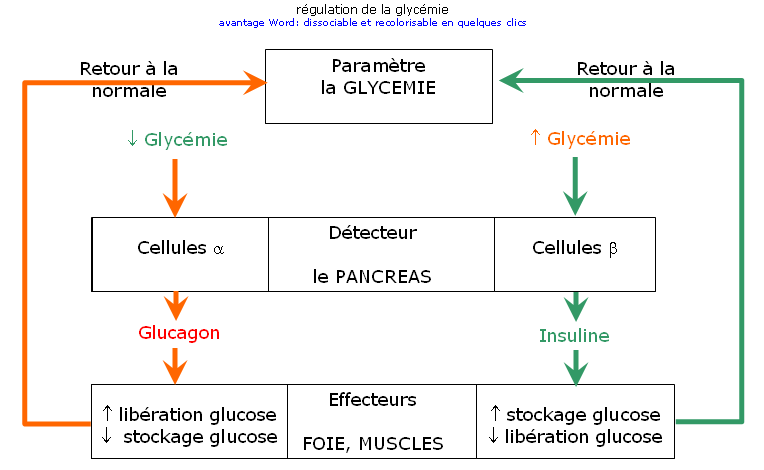 régulation de la glycémie
avantage Word: dissociable et recolorisable en quelques clics
Retour à la
normale
Paramètre
la GLYCEMIE
Retour à la
normale
↓ Glycémie
↑ Glycémie
Cellules α
Détecteur
le PANCREAS
Cellules β
Glucagon
Insuline
↑ libération glucose
↓ stockage glucose
Effecteurs
FOIE, MUSCLES
↑ stockage glucose
↓ libération glucose